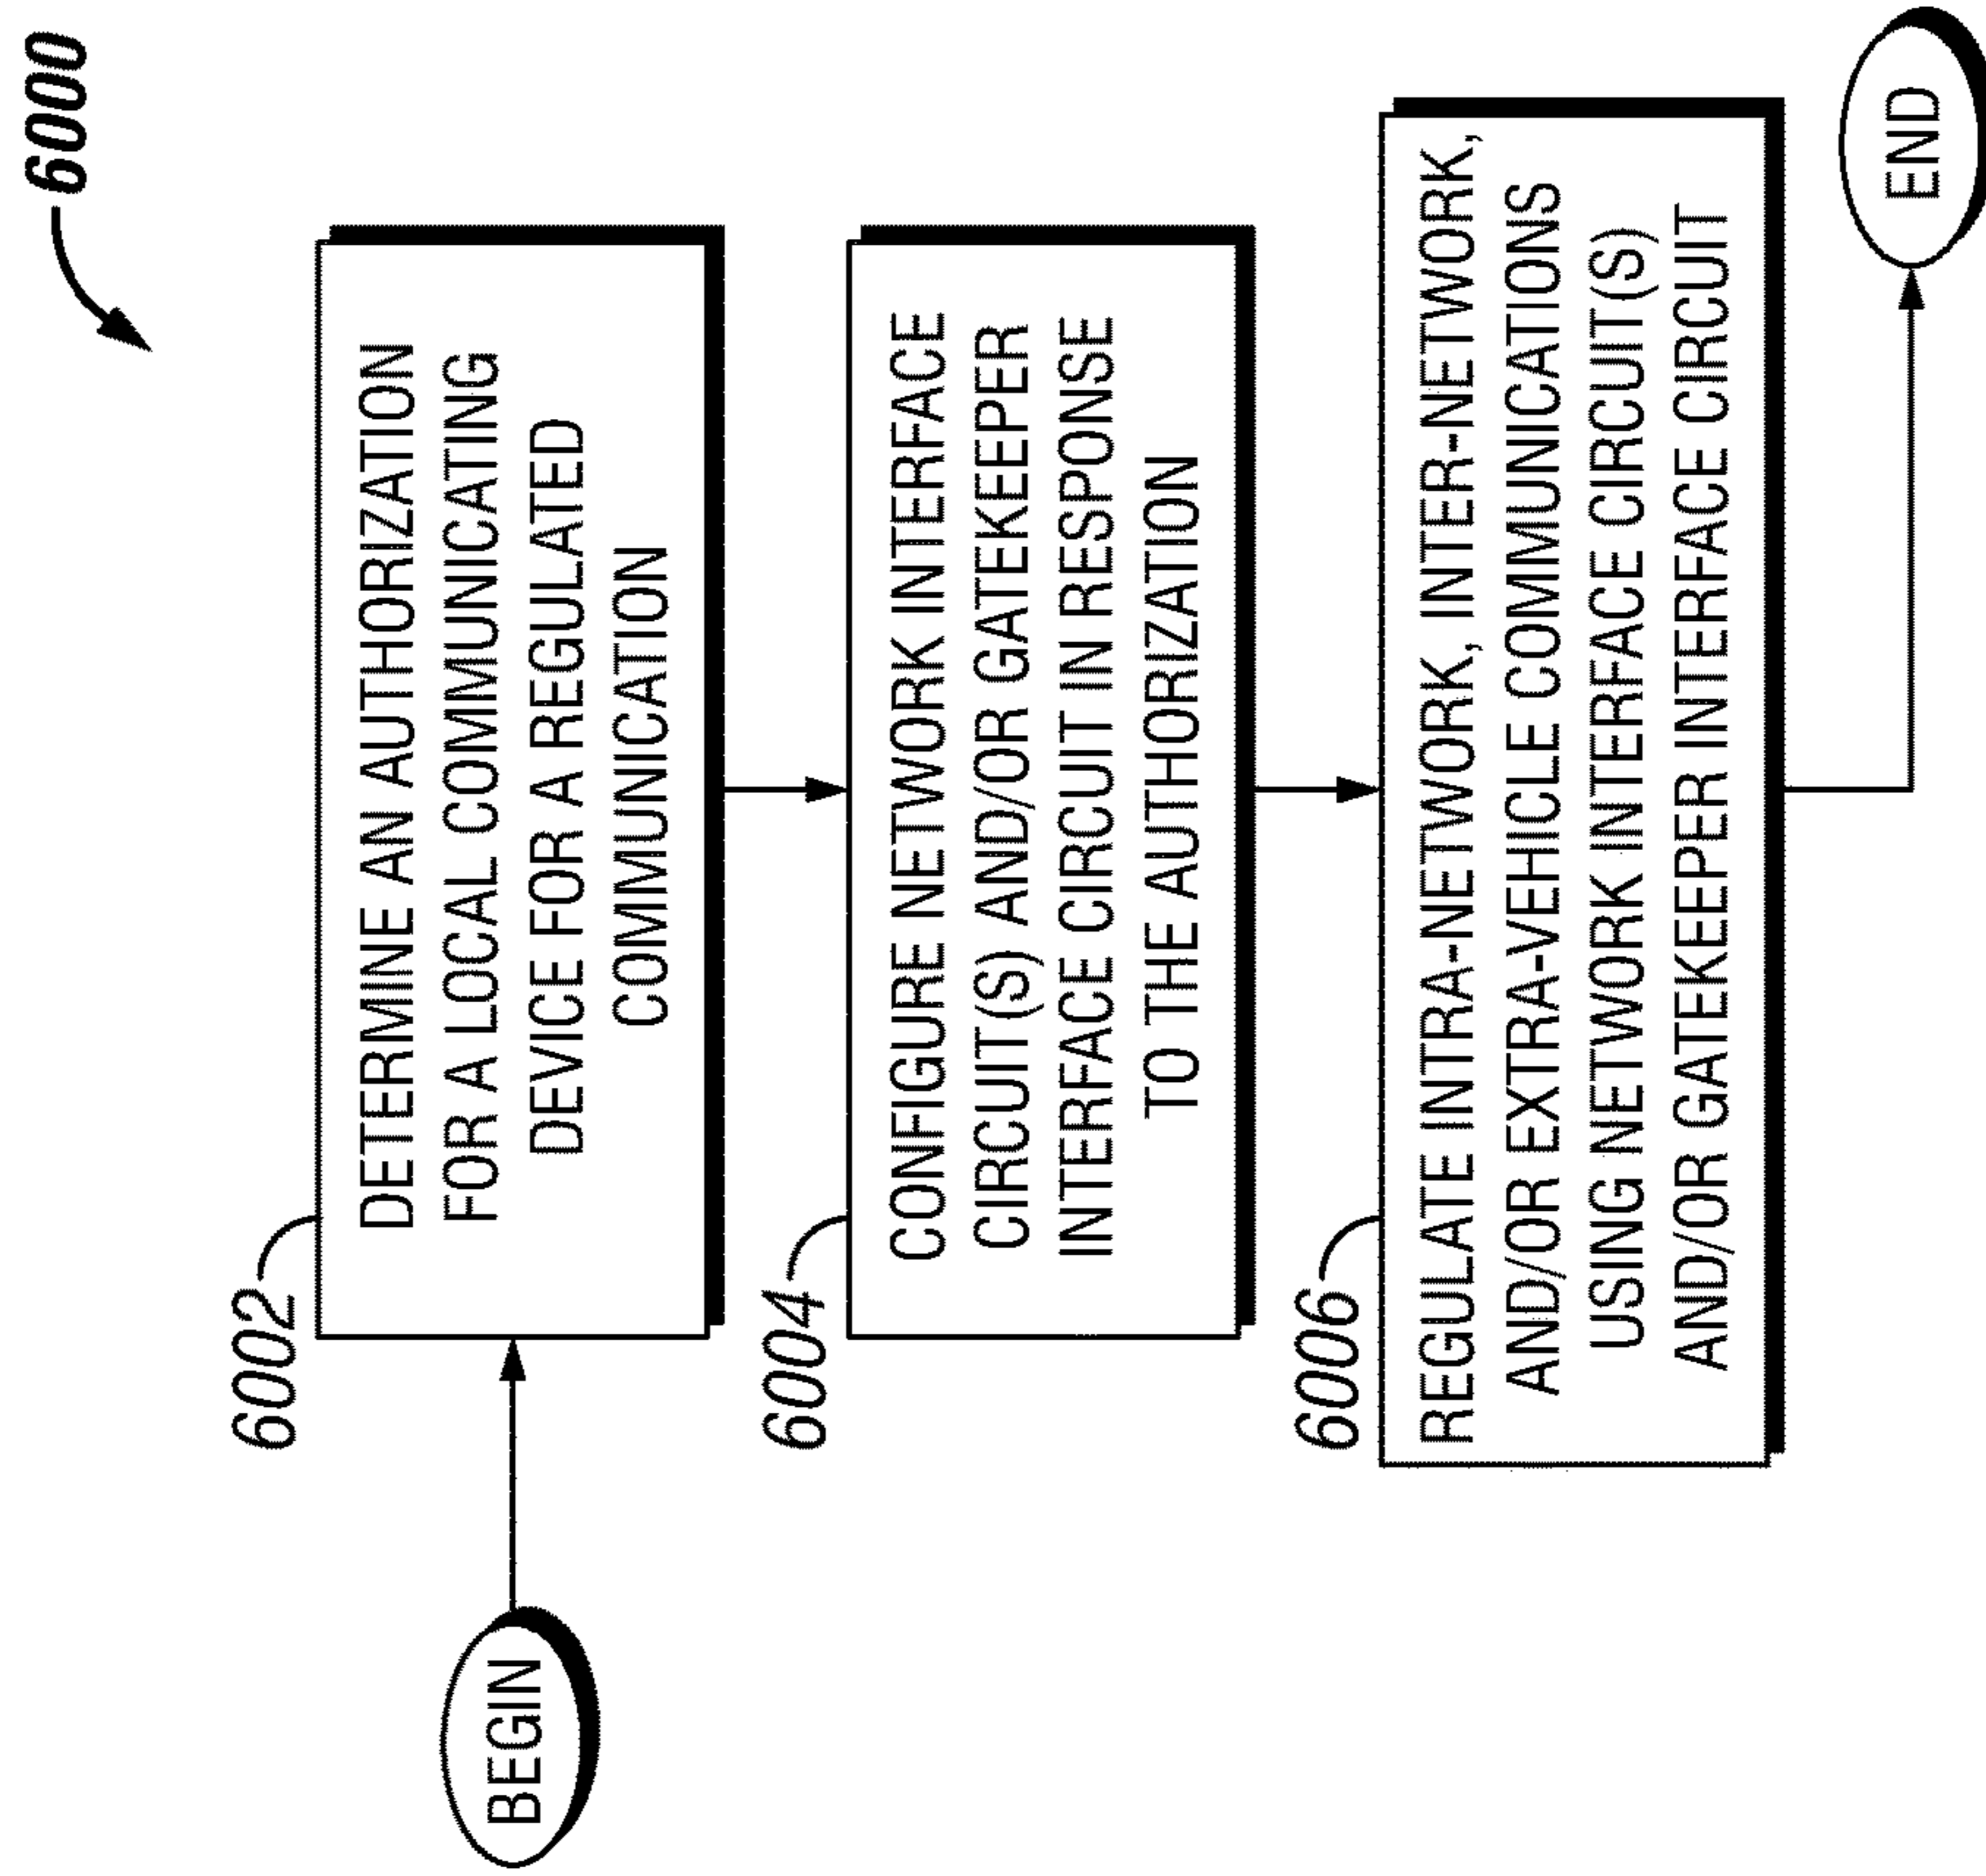 6000
BEGIN
6002
DETERMINE AN AUTHORIZATION
FOR A LOCAL COMMUNICATING
DEVICE FOR A REGULATED
COMMUNICATION
6004
CONFIGURE NETWORK INTERFACE
CIRCUIT(S) AND/OR GATEKEEPER
INTERFACE CIRCUIT IN RESPONSE
TO THE AUTHORIZATION
6006
REGULATE INTRA-NETWORK, INTER-NETWORK,
AND/OR EXTRA-VEHICLE COMMUNICATIONS
USING NETWORK INTERFACE CIRCUIT(S)
AND/OR GATEKEEPER INTERFACE CIRCUIT
END